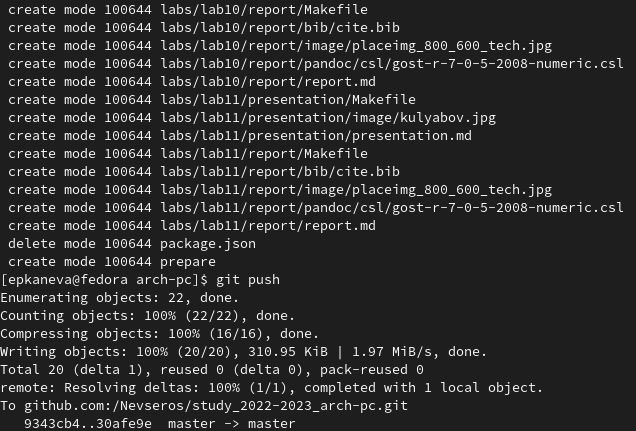 create mode 100644 labs/lab10/report/Makefile
create mode 100644 labs/lab10/report/bib/cite.bib
create mode 100644 labs/lab10/report/image/placeimg_800_600_tech.jpg
create mode 100644 labs/lab10/report/pandoc/csl/gost-r-7-0-5-2008-numeric.csl
create mode 100644 labs/lab10/report/report.md
create mode 100644 labs/lab11/presentation/Makefile
create mode 100644 labs/lab11/presentation/image/kulyabov.jpg
create mode 100644 labs/lab11/presentation/presentation.md
create mode 100644 labs/lab11/report/Makefile
create mode 100644 labs/lab11/report/bib/cite.bib
create mode 100644 labs/lab11/report/image/placeimg_800_600_tech.jpg
create mode 100644 labs/lab11/report/pandoc/csl/gost-r-7-0-5-2008-numeric.csl
create mode 100644 labs/lab11/report/report.md
delete mode 100644 package.json
create mode 100644 prepare
[epkaneva@fedora arch-pc]$ git push
Enumerating objects: 22, done.
Counting objects: 100% (22/22), done.
Compressing objects: 100% (16/16), done.
Writing objects: 100% (20/20), 310.95 KiB | 1.97 MiB/s, done.
Total 20 (delta 1), reused 0 (delta 0), pack-reused 0
remote: Resolving deltas: 100% (1/1), completed with 1 local object.
To github.com:/Nevseros/study_2022-2023_arch-pc.git
9343cb4..30afe9e  master -> master